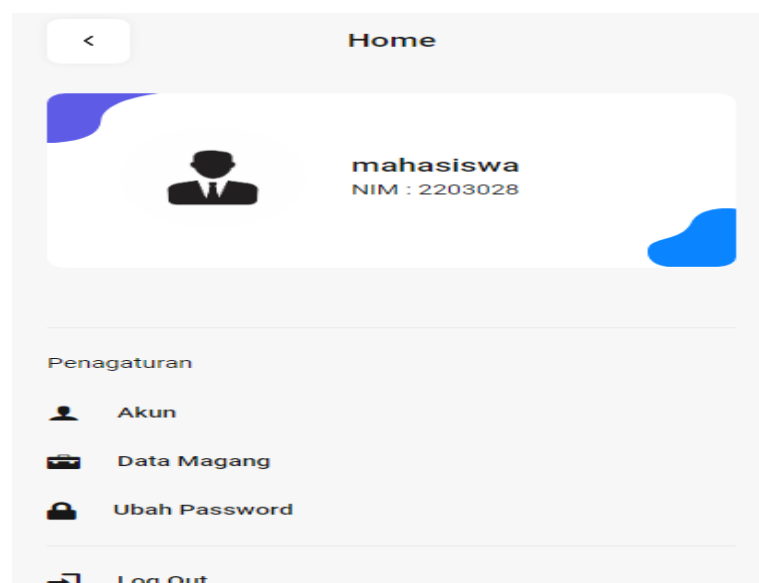 < Home
mahasiswa
NIM : 2203028
Penagaturan
Akun
Data Magang
Ubah Password
Log Out